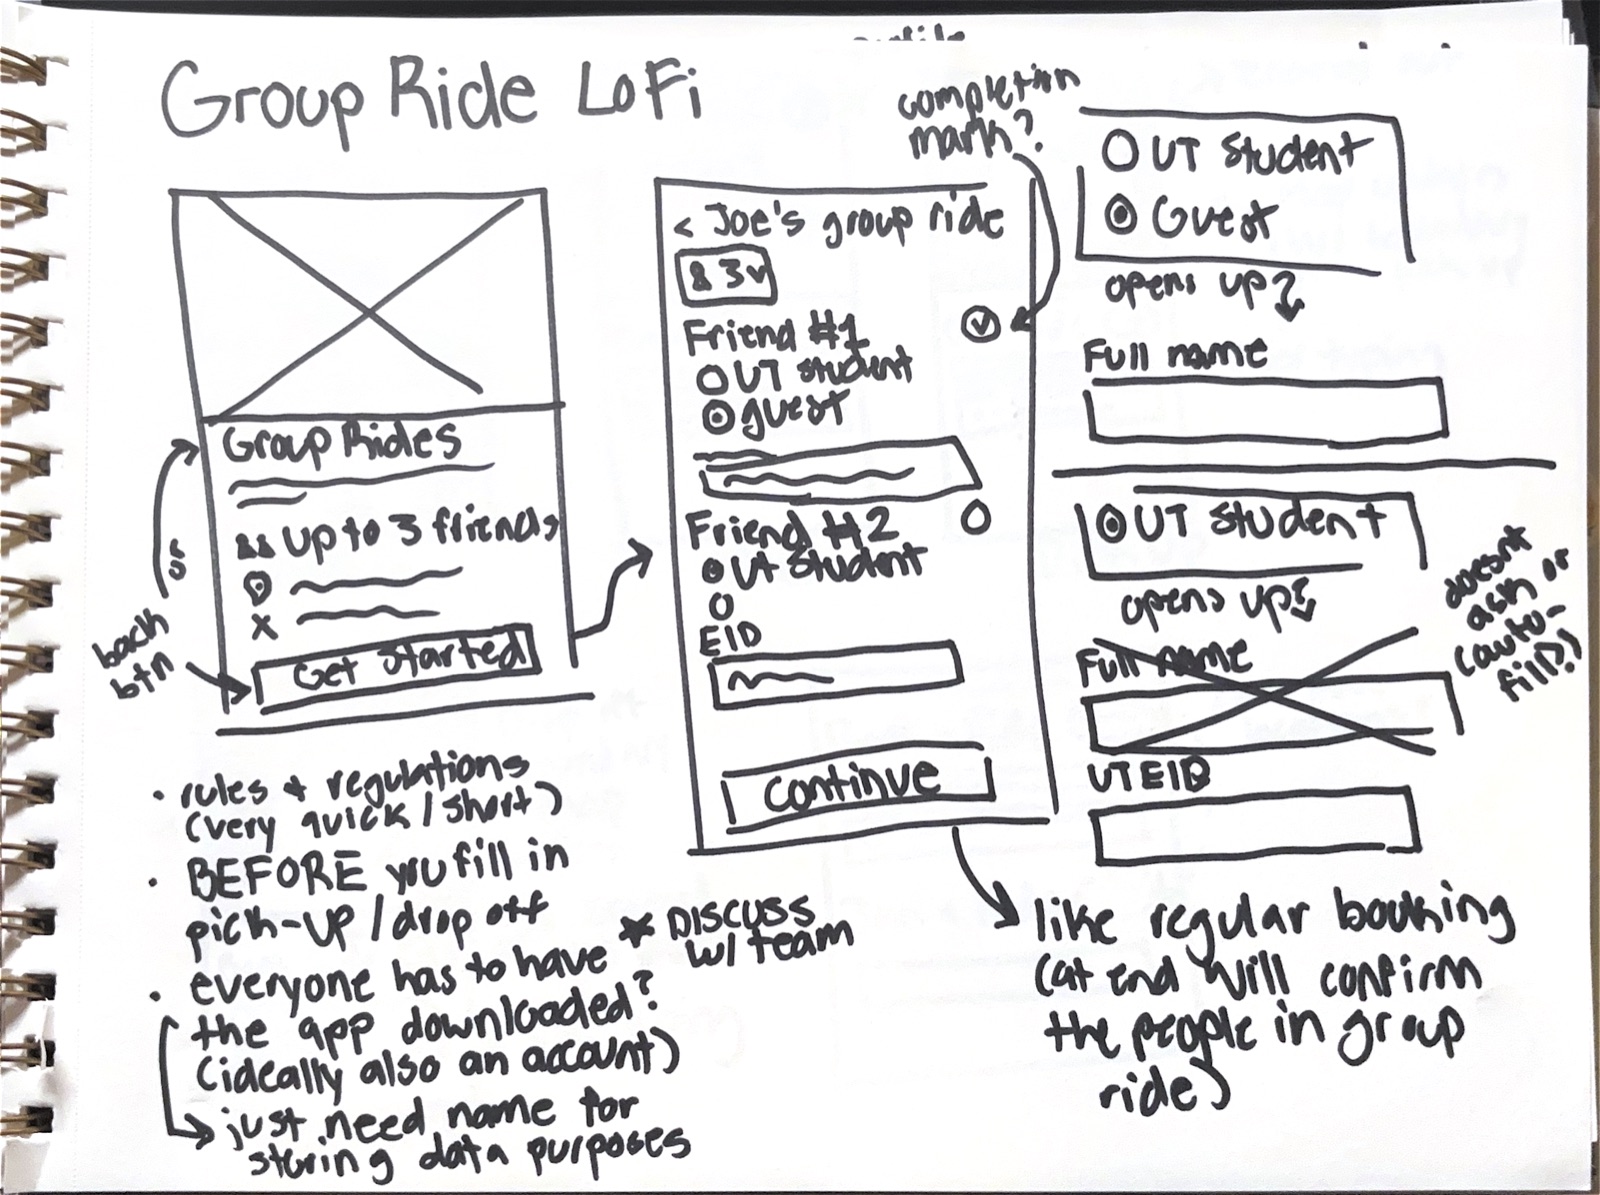 Group Ride LoFi
Group Rides
up to 3 friends
x
Get Started
back
btn
• rules + regulations
(very quick / short)
• BEFORE you fill in
pick-up / drop off
• everyone has to have
the app downloaded?
(ideally also an account)
just need name for
storing data purposes
* DISCUSS
w/ team
completion
mark?
< Joe's group ride
3
Friend #1
UT student
guest
Friend #2
Ut Student
EID
Continue
like regular booking
(at end will confirm
the people in group
ride)
UT Student
Guest
opens up
Full name
UT Student
opens up
Full name
UT EID
doesnt
ask or
(auto-
fill?)